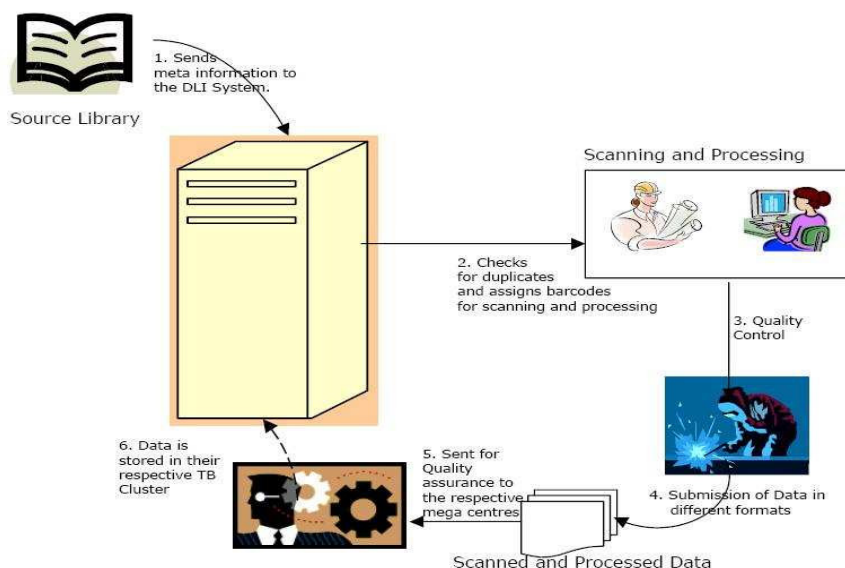 1. Sends
meta information to
the DLI System.
Source Library
Scanning and Processing
2. Checks
for duplicates
and assigns barcodes
for scanning and processing
3. Quality
Control
4. Submission of Data in
different formats
Scanned and Processed Data
5. Sent for
Quality
assurance to
the respective
mega centres
6. Data is
stored in their
respective TB
Cluster